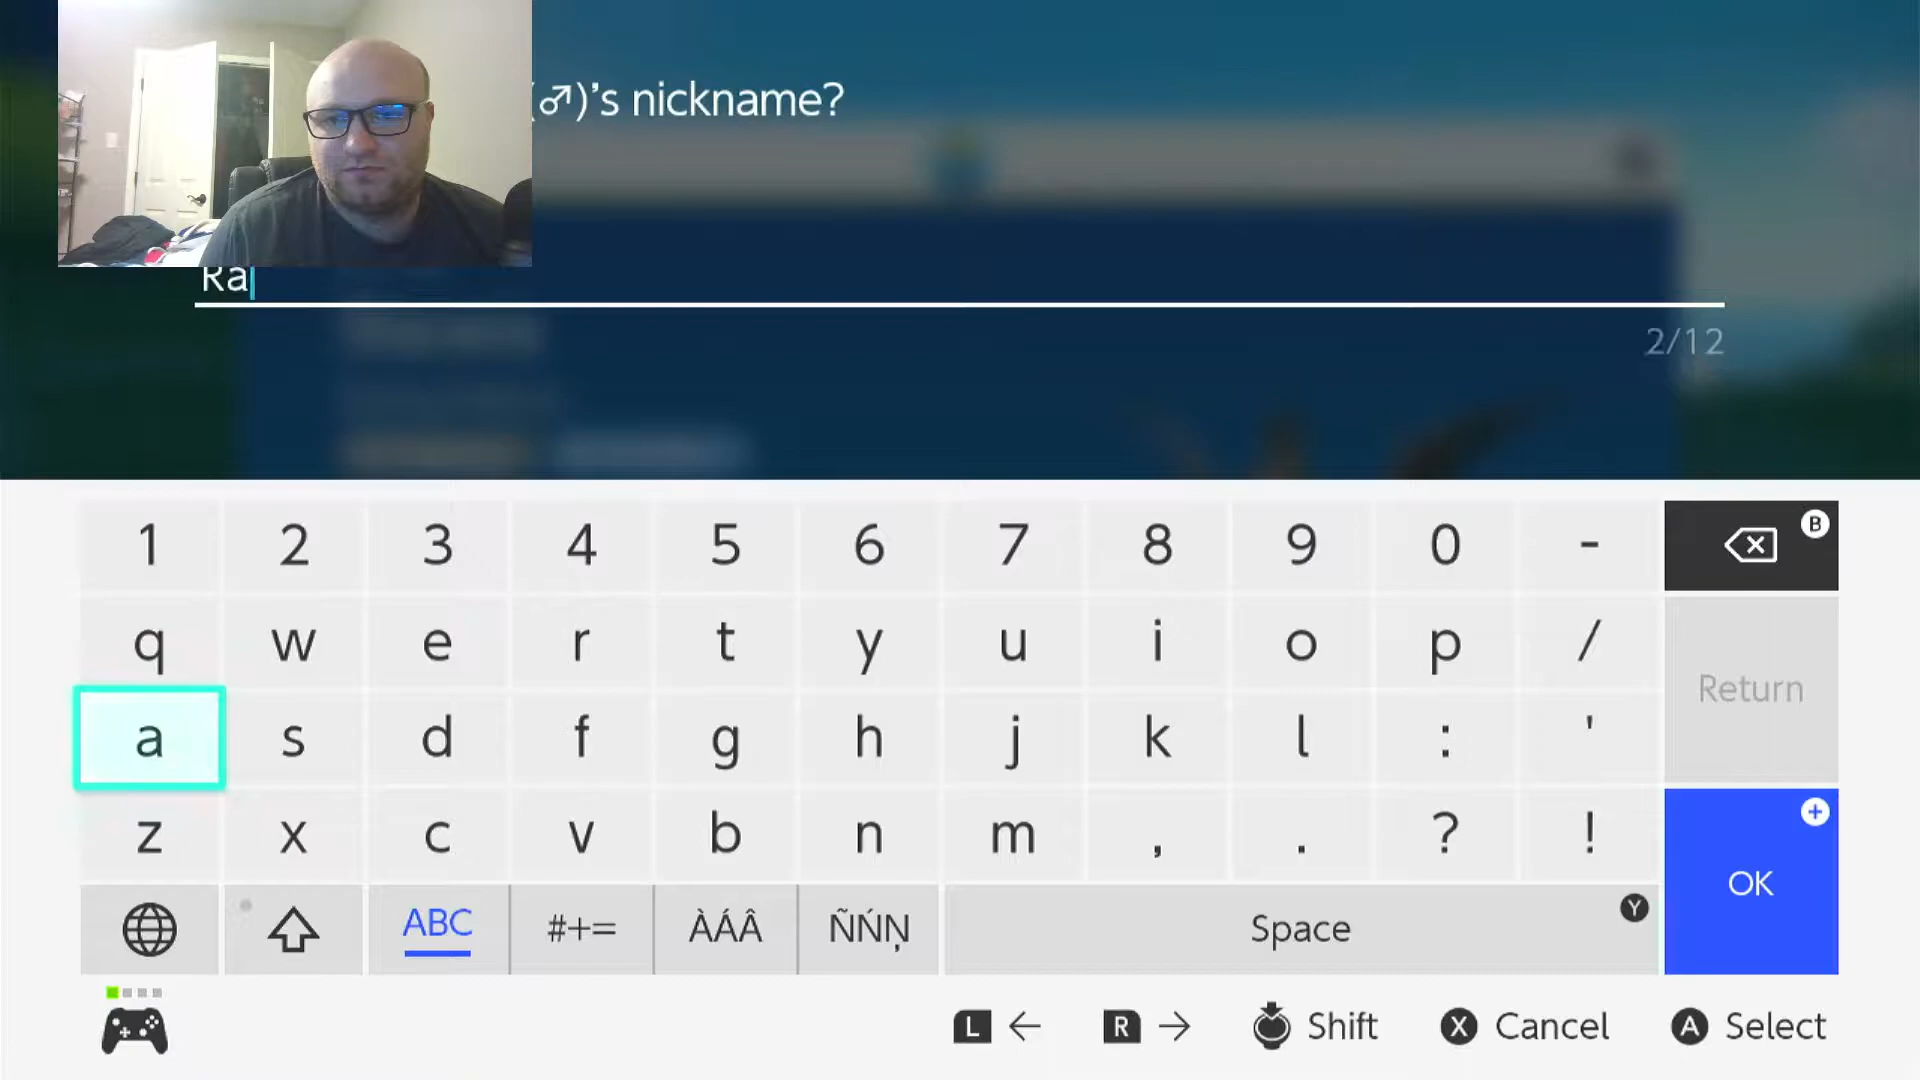 (♂)'s nickname?
Ra
2/12
1 2 3 4 5 6 7 8 9 0 - B
q w e r t y u i o p / Return
a s d f g h j k l : '
z x c v b n m , . ? ! +
ABC #+= ÀÁÂ ÑŃŅ Space Y OK
L ← R → Shift X Cancel A Select